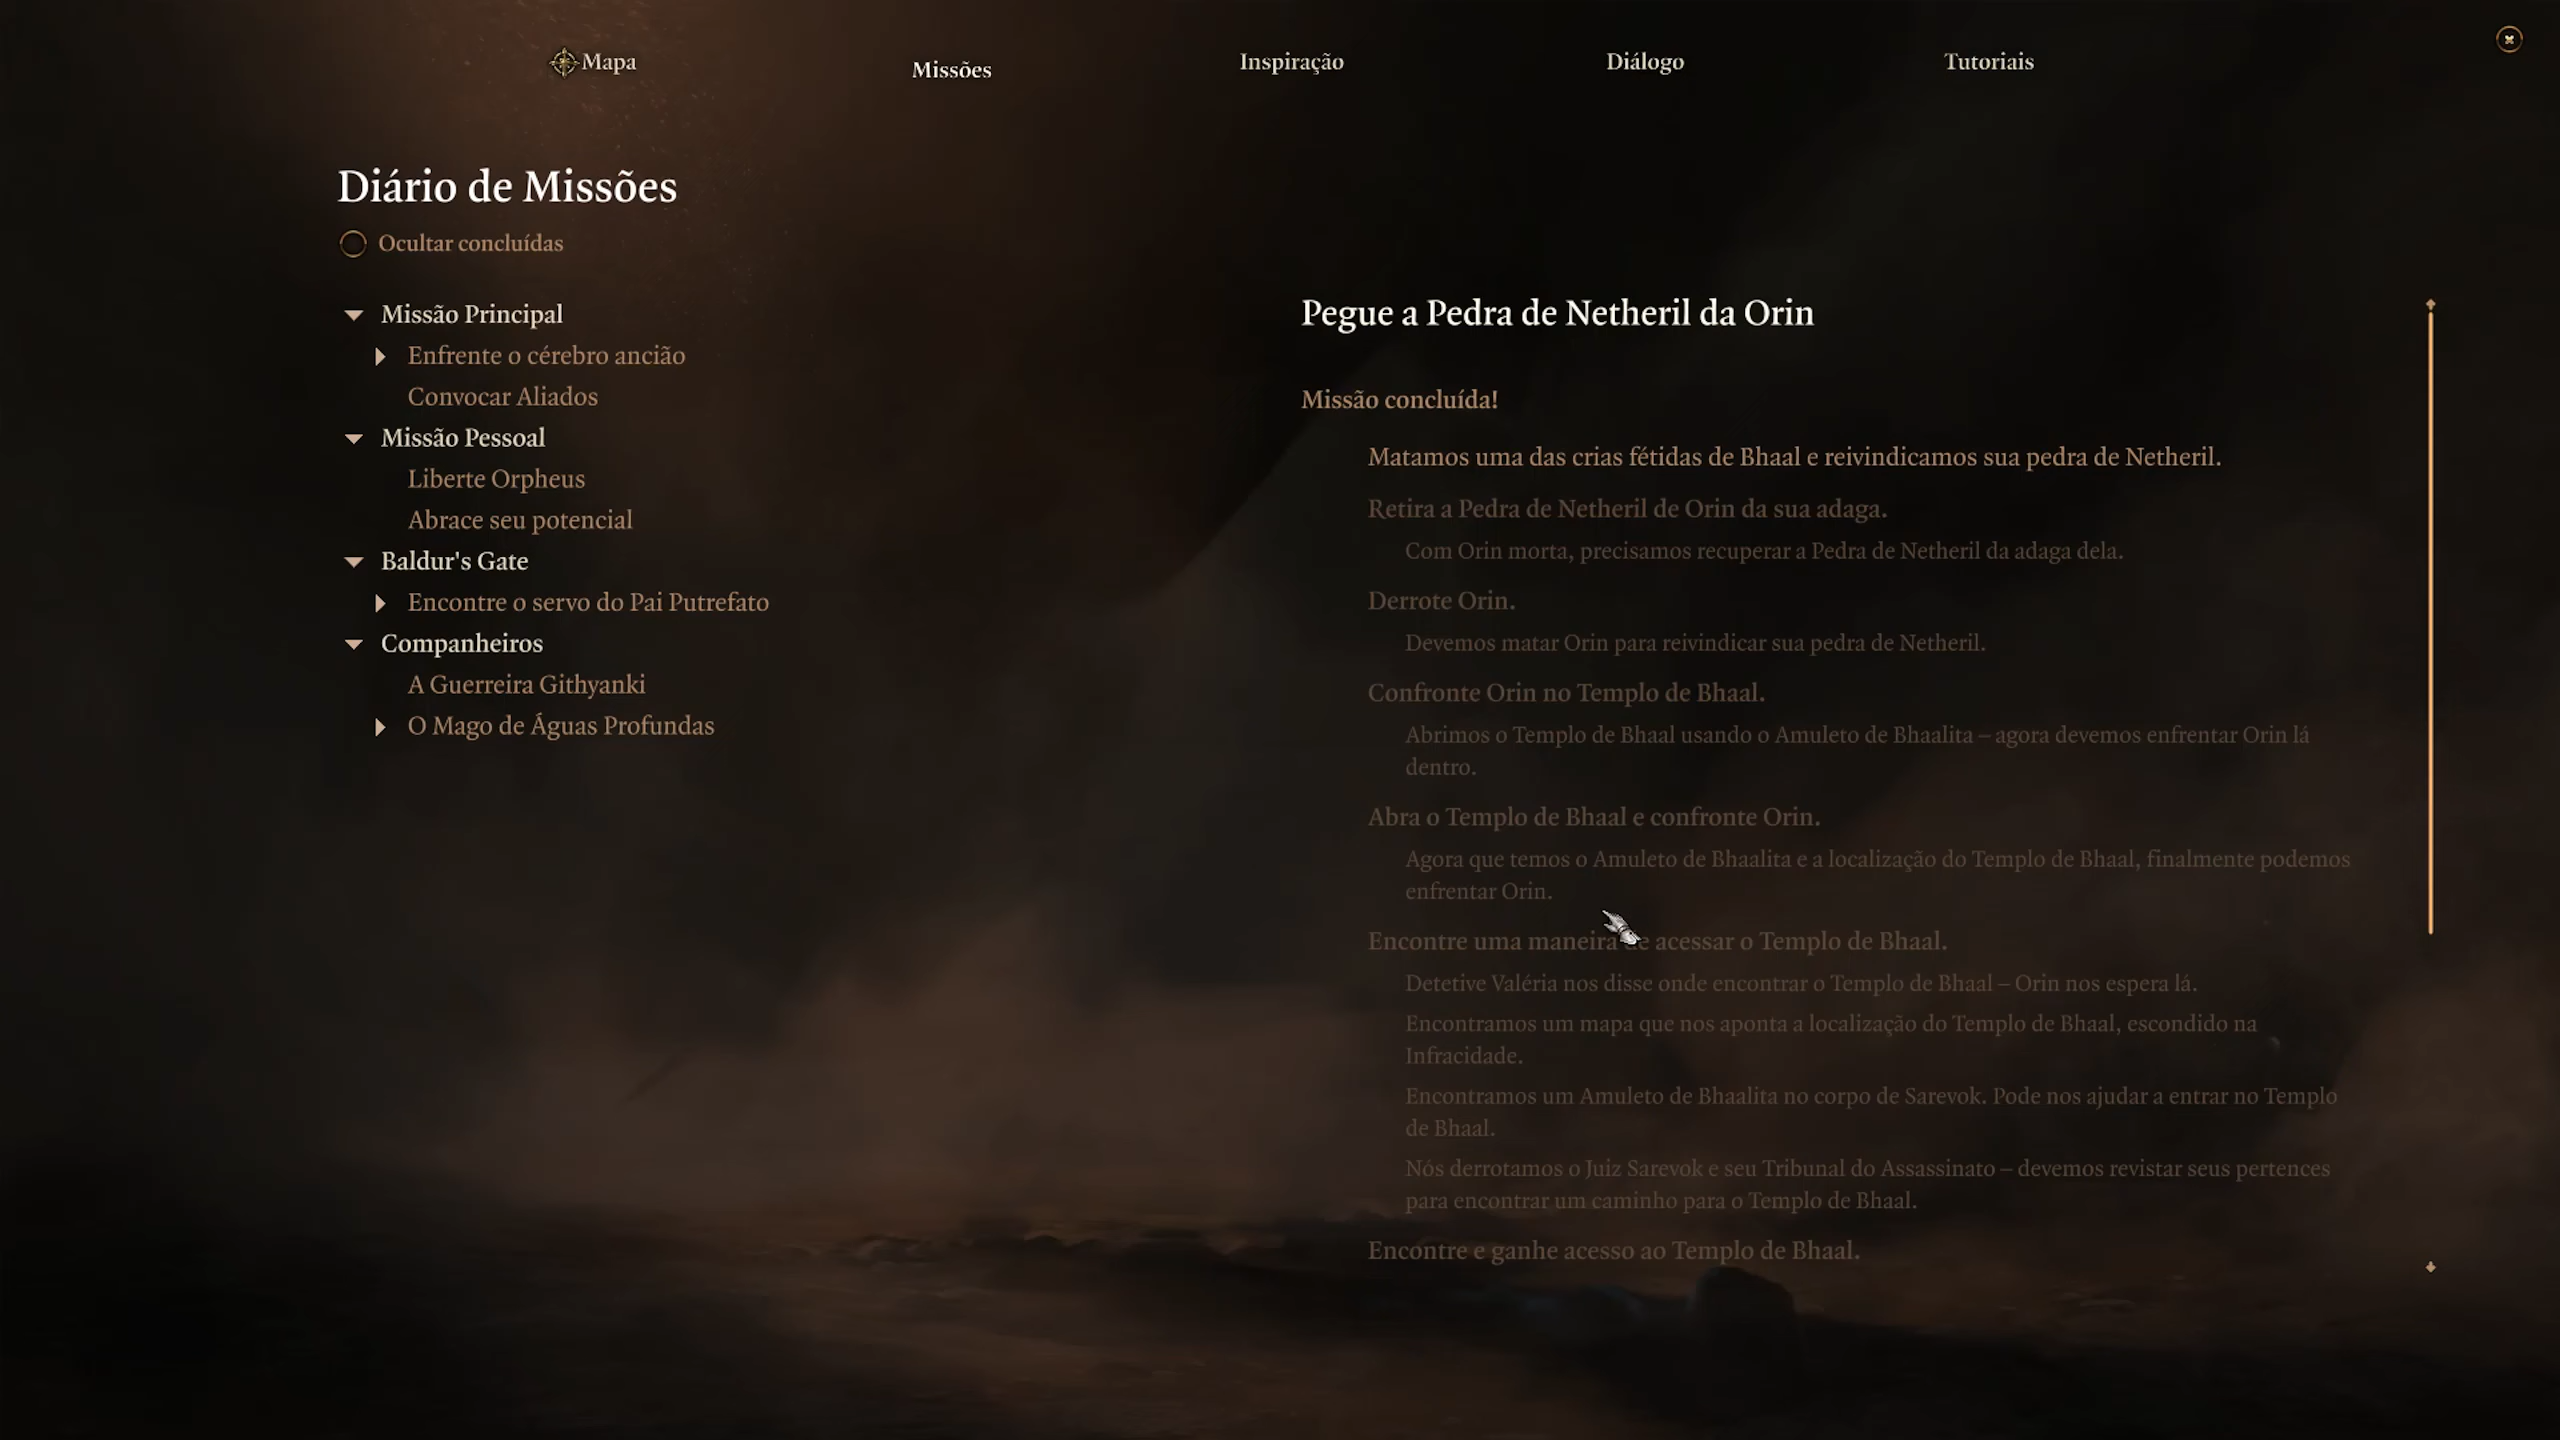 Mapa
Missões
Inspiração
Diálogo
Tutoriais
Diário de Missões
Ocultar concluídas
Missão Principal
Enfrente o cérebro ancião
Convocar Aliados
Missão Pessoal
Liberte Orpheus
Abrace seu potencial
Baldur's Gate
Encontre o servo do Pai Putrefato
Companheiros
A Guerreira Githyanki
O Mago de Águas Profundas
Pegue a Pedra de Netheril da Orin
Missão concluída!
Matamos uma das crias fétidas de Bhaal e reivindicamos sua pedra de Netheril.
Retira a Pedra de Netheril de Orin da sua adaga.
Com Orin morta, precisamos recuperar a Pedra de Netheril da adaga dela.
Derrote Orin.
Devemos matar Orin para reivindicar sua pedra de Netheril.
Confronte Orin no Templo de Bhaal.
Abrimos o Templo de Bhaal usando o Amuleto de Bhaalita – agora devemos enfrentar Orin lá
dentro.
Abra o Templo de Bhaal e confronte Orin.
Agora que temos o Amuleto de Bhaalita e a localização do Templo de Bhaal, finalmente podemos
enfrentar Orin.
Encontre uma maneira de acessar o Templo de Bhaal.
Detetive Valéria nos disse onde encontrar o Templo de Bhaal – Orin nos espera lá.
Encontramos um mapa que nos aponta a localização do Templo de Bhaal, escondido na
Infracidade.
Encontramos um Amuleto de Bhaalita no corpo de Sarevok. Pode nos ajudar a entrar no Templo
de Bhaal.
Nós derrotamos o Juiz Sarevok e seu Tribunal do Assassinato – devemos revistar seus pertences
para encontrar um caminho para o Templo de Bhaal.
Encontre e ganhe acesso ao Templo de Bhaal.